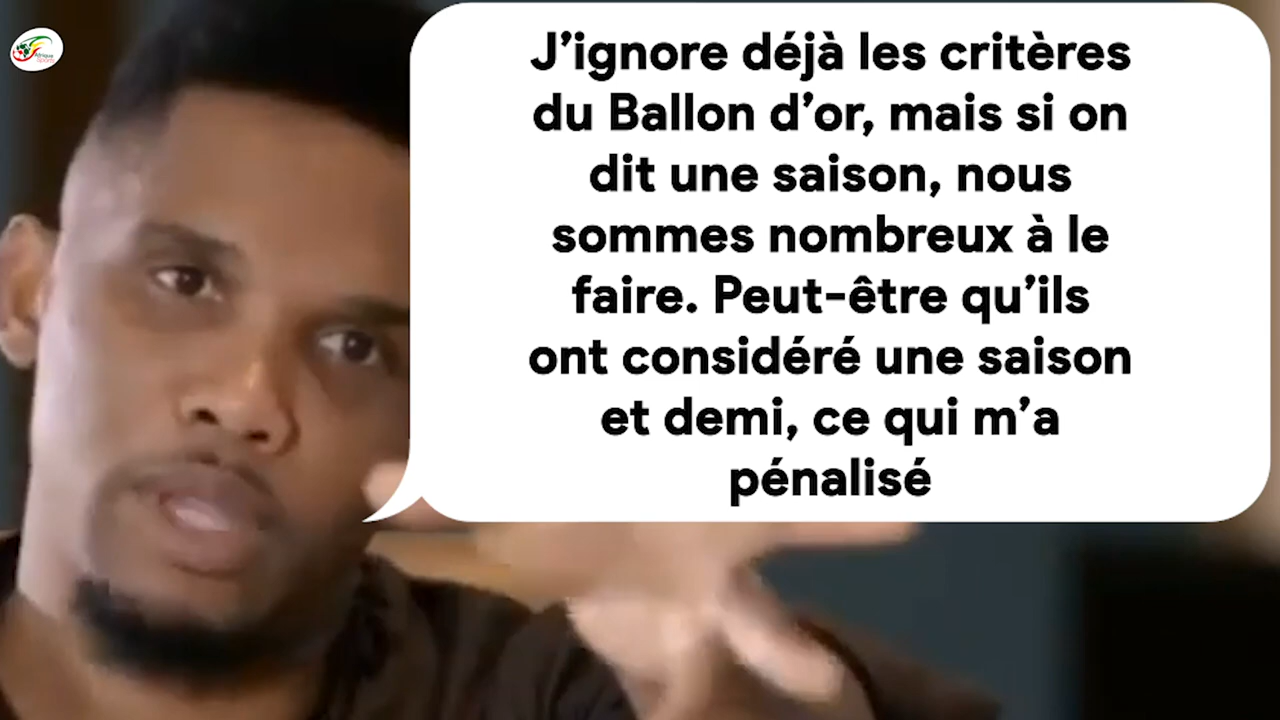 J’ignore déjà les critères
du Ballon d’or, mais si on
dit une saison, nous
sommes nombreux à le
faire. Peut-être qu’ils
ont considéré une saison
et demi, ce qui m’a
pénalisé